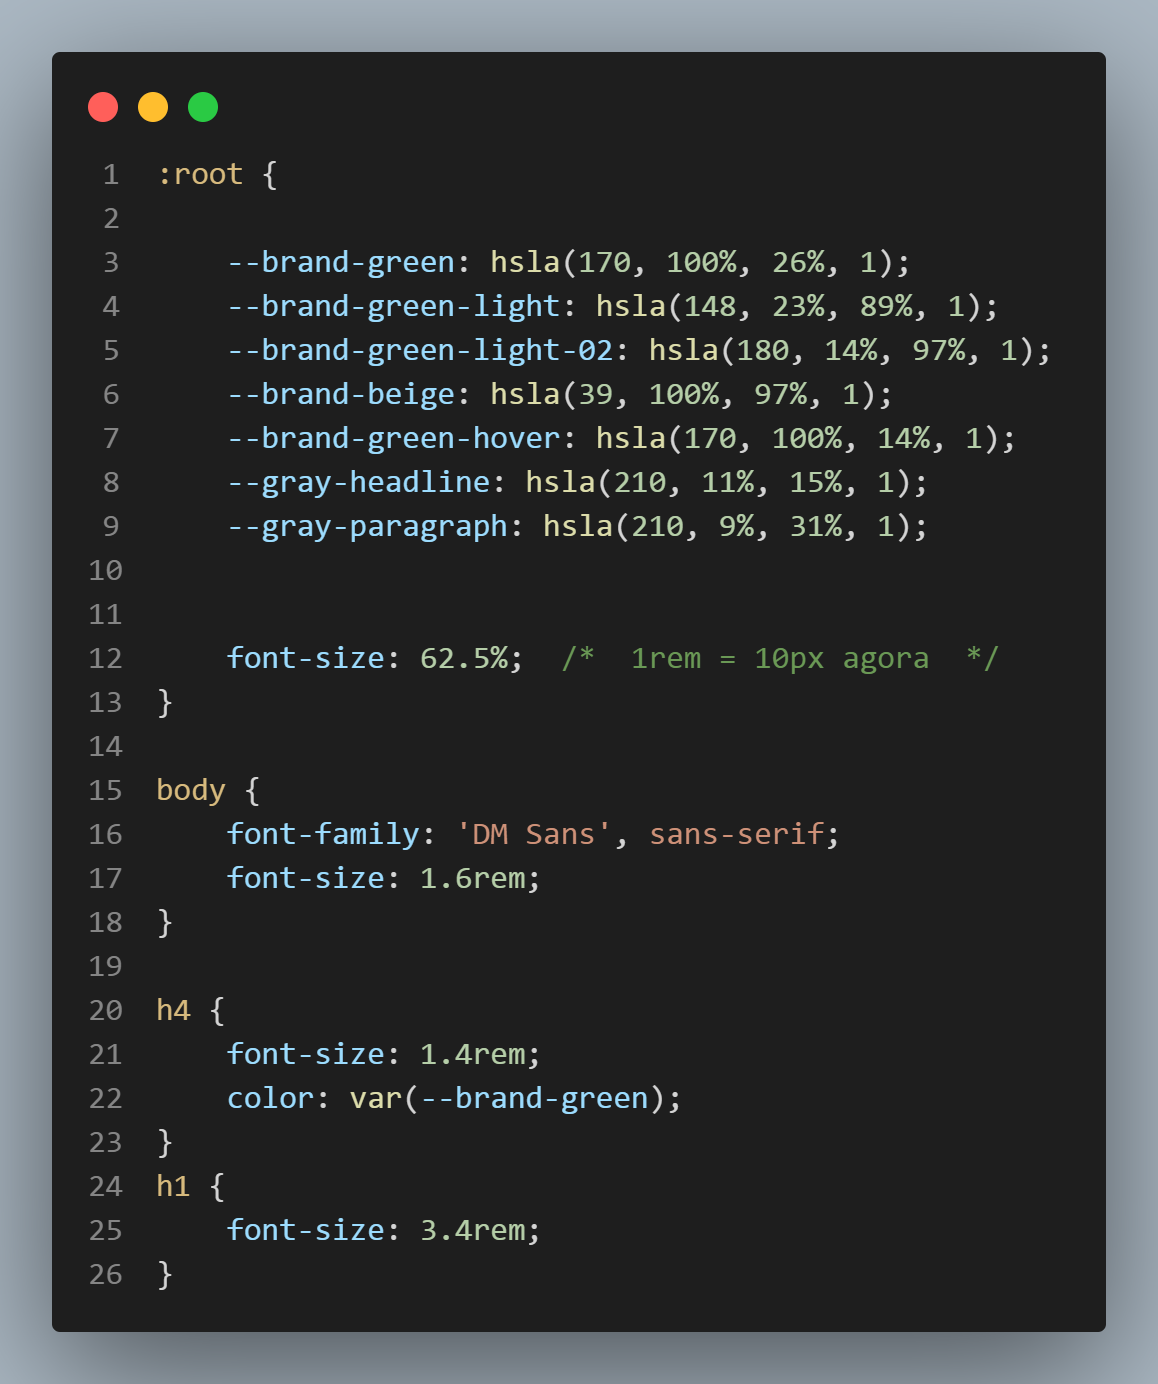 1 :root {
2
3     --brand-green: hsla(170, 100%, 26%, 1);
4     --brand-green-light: hsla(148, 23%, 89%, 1);
5     --brand-green-light-02: hsla(180, 14%, 97%, 1);
6     --brand-beige: hsla(39, 100%, 97%, 1);
7     --brand-green-hover: hsla(170, 100%, 14%, 1);
8     --gray-headline: hsla(210, 11%, 15%, 1);
9     --gray-paragraph: hsla(210, 9%, 31%, 1);
10
11
12     font-size: 62.5%;  /*  1rem = 10px agora  */
13 }
14
15 body {
16     font-family: 'DM Sans', sans-serif;
17     font-size: 1.6rem;
18 }
19
20 h4 {
21     font-size: 1.4rem;
22     color: var(--brand-green);
23 }
24 h1 {
25     font-size: 3.4rem;
26 }